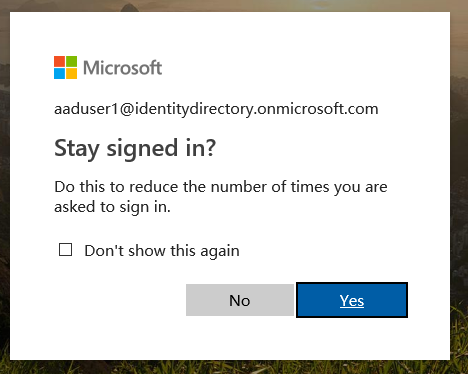 Microsoft
aaduser1@identitydirectory.onmicrosoft.com
Stay signed in?
Do this to reduce the number of times you are
asked to sign in.
Don't show this again
No
Yes